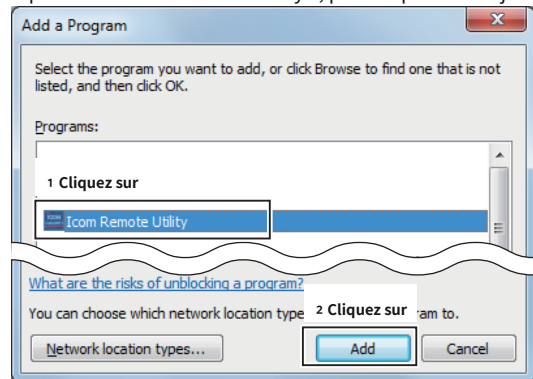 Add a Program
Select the program you want to add, or click Browse to find one that is not
listed, and then click OK.
Programs:
1 Cliquez sur
Icom Remote Utility
What are the risks of unblocking a program?
2 Cliquez sur
You can choose which network location type ram to.
Network location types...
Add
Cancel